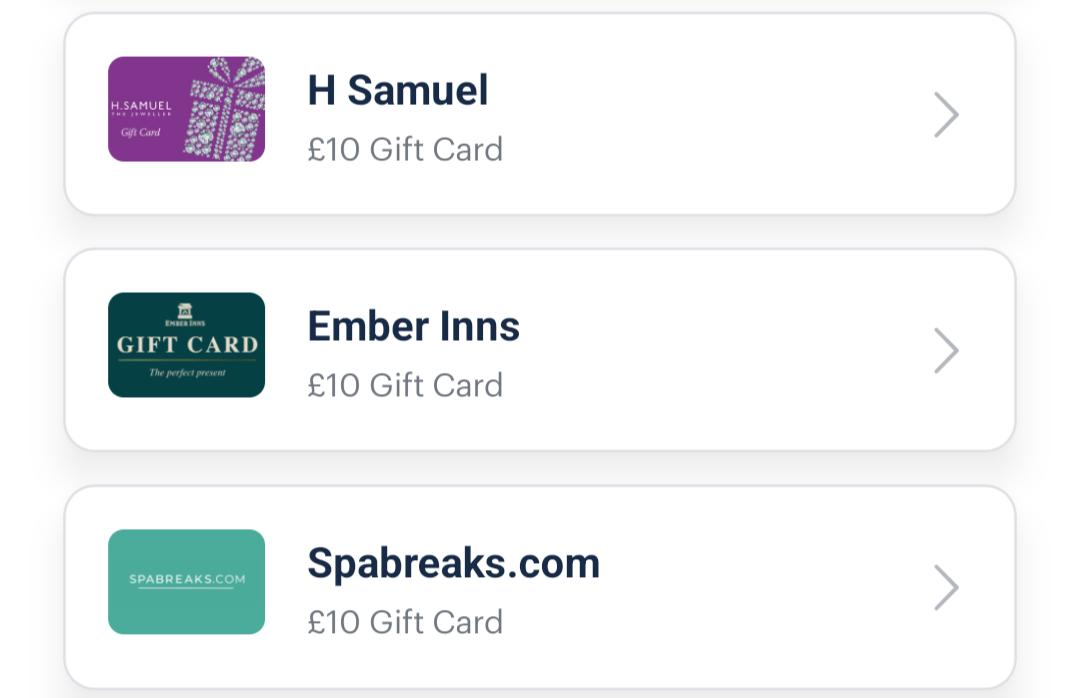 H.SAMUEL
THE JEWELLER
Gift Card
H Samuel
£10 Gift Card
EMBER INNS
GIFT CARD
The perfect present
Ember Inns
£10 Gift Card
SPABREAKS.COM
Spabreaks.com
£10 Gift Card